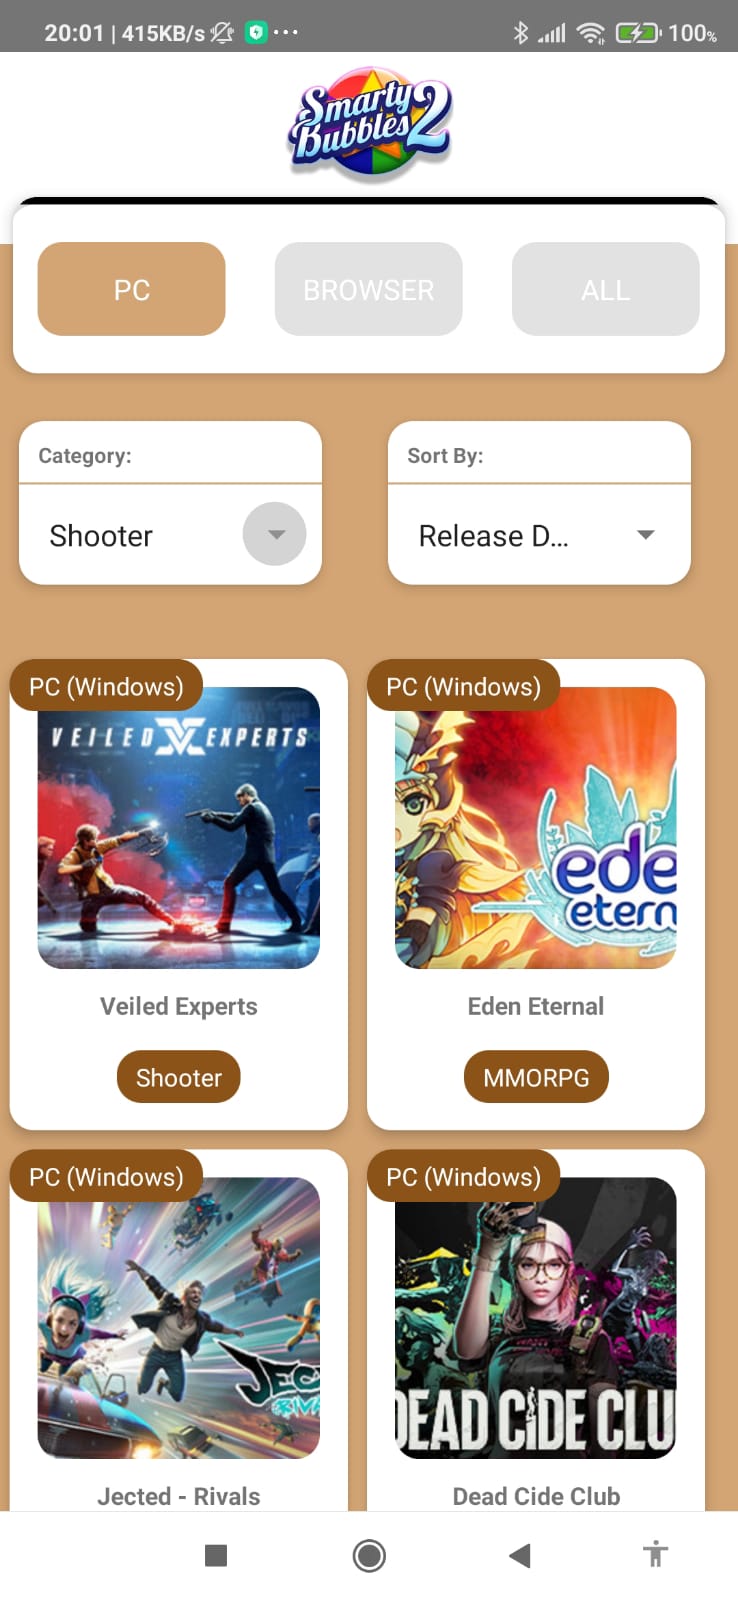 20:01 | 415KB/s ...
100%
Smarty
Bubbles 2
PC
BROWSER
ALL
Category:
Sort By:
Shooter
Release D...
PC (Windows)
PC (Windows)
VEILED EXPERTS
ede
etern
Veiled Experts
Eden Eternal
Shooter
MMORPG
PC (Windows)
PC (Windows)
JEC
RIVA
DEAD CIDE CLU
Jected - Rivals
Dead Cide Club